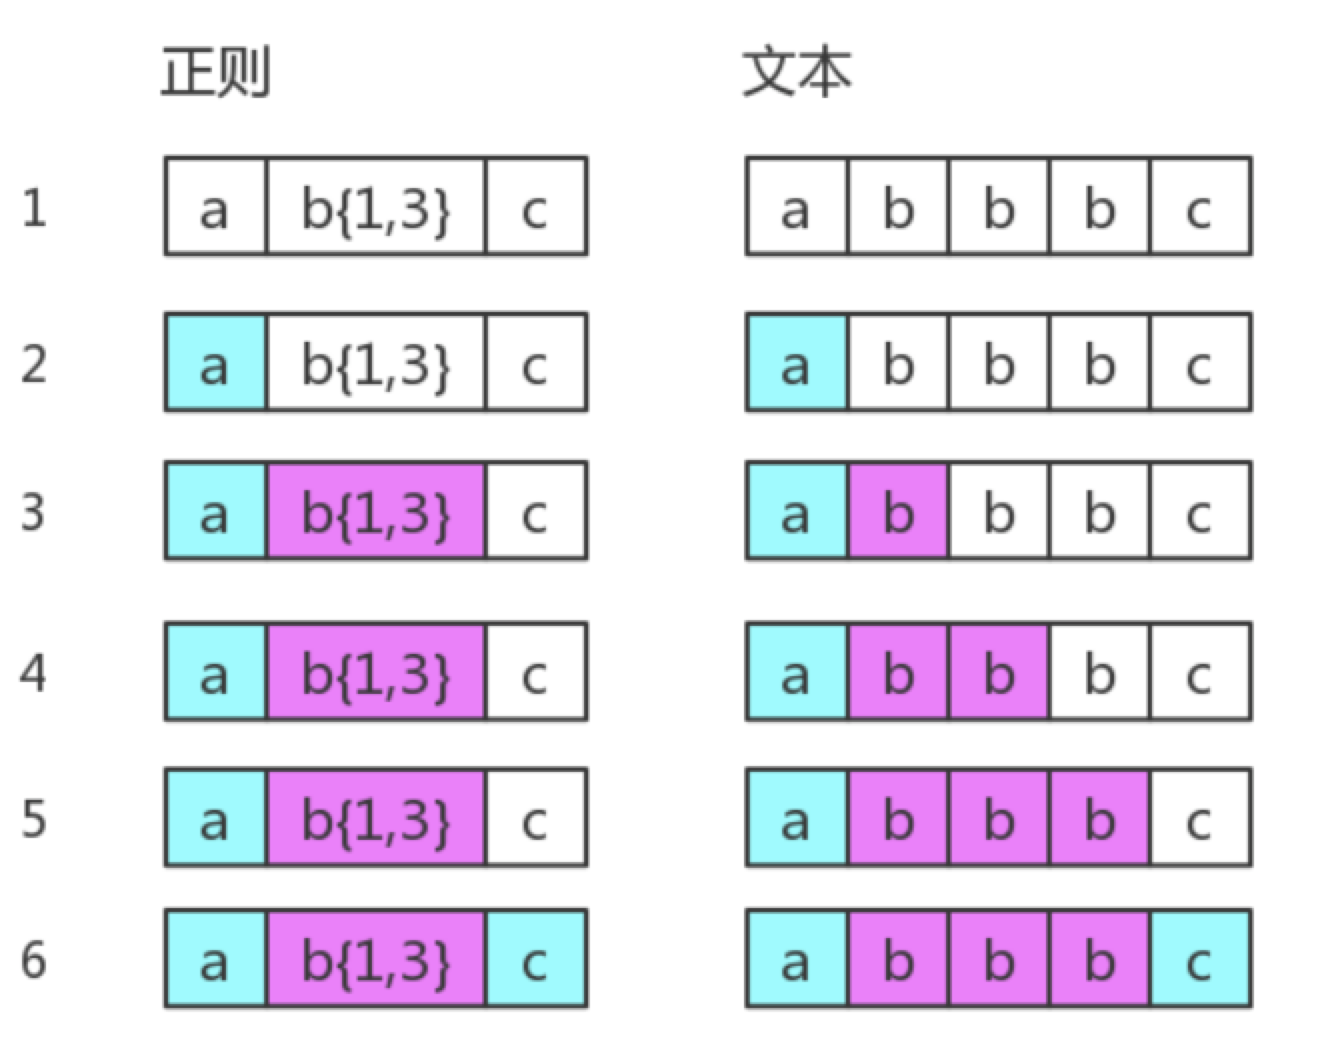 正则 文本
1 a b{1,3} c a b b b c
2 a b{1,3} c a b b b c
3 a b{1,3} c a b b b c
4 a b{1,3} c a b b b c
5 a b{1,3} c a b b b c
6 a b{1,3} c a b b b c